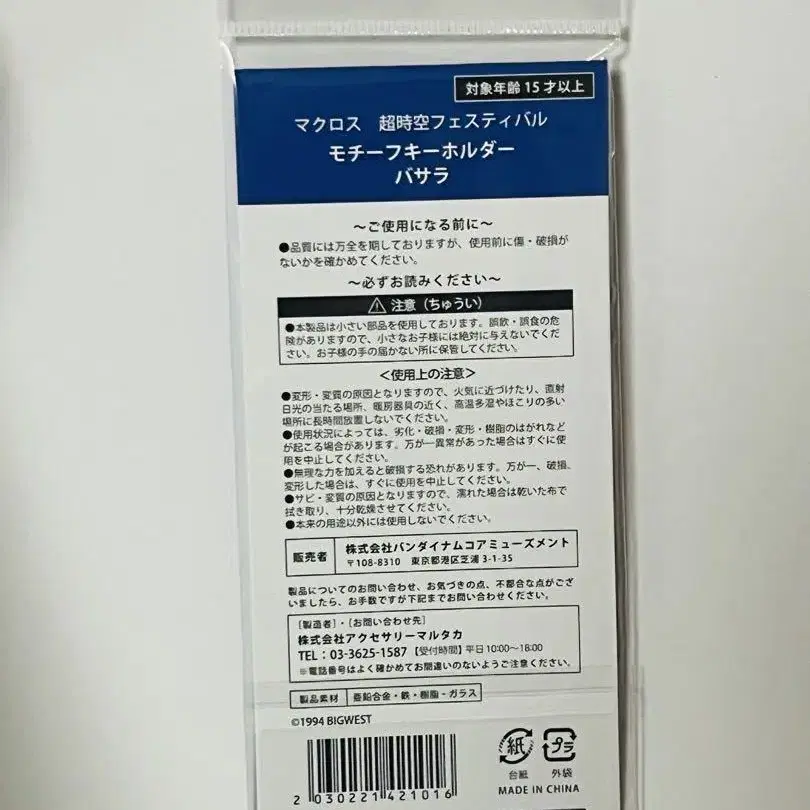 対象年齢15才以上
マクロス 超時空フェスティバル
モチーフキーホルダー
バサラ
〜ご使用になる前に〜
●品質には万全を期しておりますが、使用前に傷・破損が
ないかを確かめてください。
〜必ずお読みください〜
⚠ 注意（ちゅうい）
●本製品は小さい部品を使用しております。誤飲・誤食の危
険がありますので、小さなお子様には絶対に与えないでくだ
さい。お子様の手の届かない所に保管してください。
＜使用上の注意＞
●変形・変質の原因となりますので、火気に近づけたり、直射
日光の当たる場所、暖房器具の近く、高温多湿やほこりの多い
場所に長時間放置しないでください。
●使用状況によっては、劣化・破損・変形・樹脂のはがれなど
が起こる場合があります。万が一異常があった場合はすぐに使
用を中止してください。
●無理な力を加えると破損する恐れがあります。万が一、破損、
変形した場合は、すぐに使用を中止してください。
●サビ・変質の原因となりますので、濡れた場合は乾いた布で
拭き取り、十分乾燥させてください。
●本来の用途以外には使用しないでください。
販売者 株式会社バンダイナムコアミューズメント
〒108-8310 東京都港区芝浦3-1-35
製品についてのお問い合わせ、お気づきの点、不都合な点がござ
いましたら、お手数ですが下記までお問い合わせください。
［製造者］・［お問い合わせ先］
株式会社アクセサリーマルタカ
TEL：03-3625-1587 【受付時間】平日10:00〜18:00
※電話番号はよく確かめてお間違いのないようご注意ください。
製品素材 亜鉛合金・鉄・樹脂・ガラス
©1994 BIGWEST
紙 プラ
台紙 外袋
MADE IN CHINA
2 030221 421016